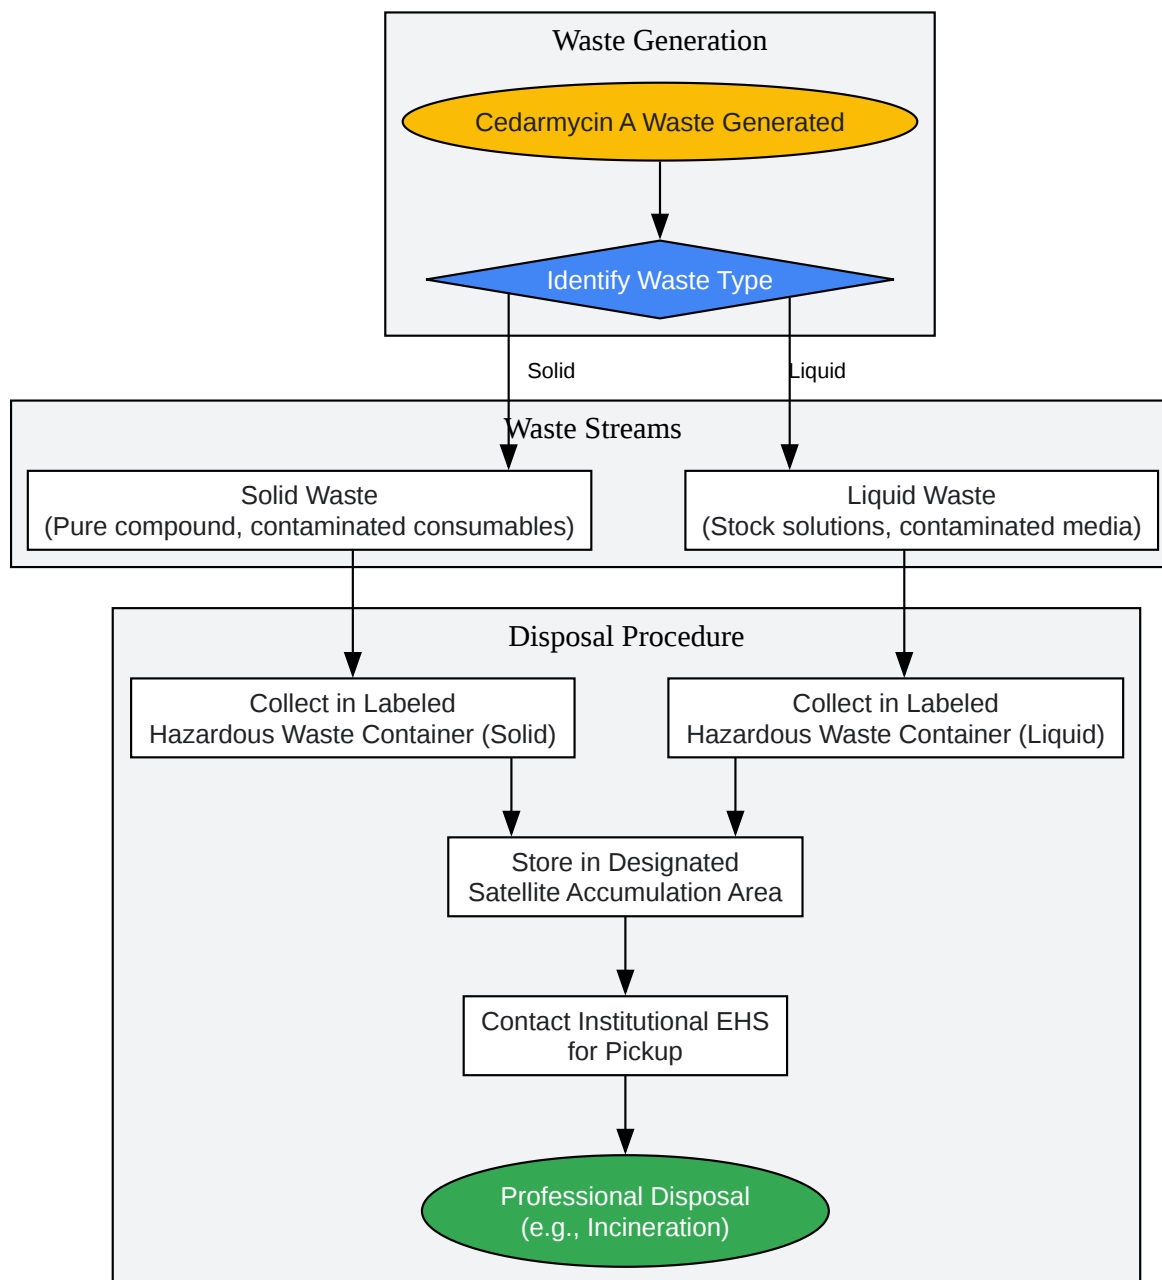 Waste Generation
Cedarmycin A Waste Generated
Identify Waste Type
Solid
Liquid
Waste Streams
Solid Waste
(Pure compound, contaminated consumables)
Liquid Waste
(Stock solutions, contaminated media)
Disposal Procedure
Collect in Labeled
Hazardous Waste Container (Solid)
Collect in Labeled
Hazardous Waste Container (Liquid)
Store in Designated
Satellite Accumulation Area
Contact Institutional EHS
for Pickup
Professional Disposal
(e.g., Incineration)